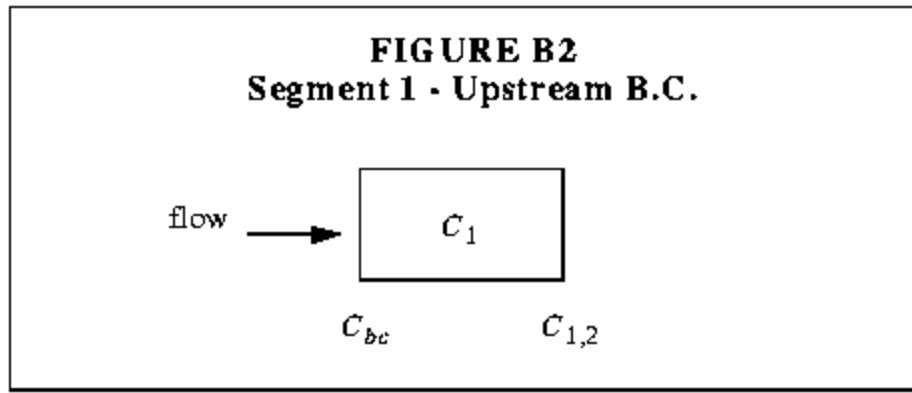 FIGURE B2
Segment 1 - Upstream B.C.
flow
C1
Cbc
C1,2